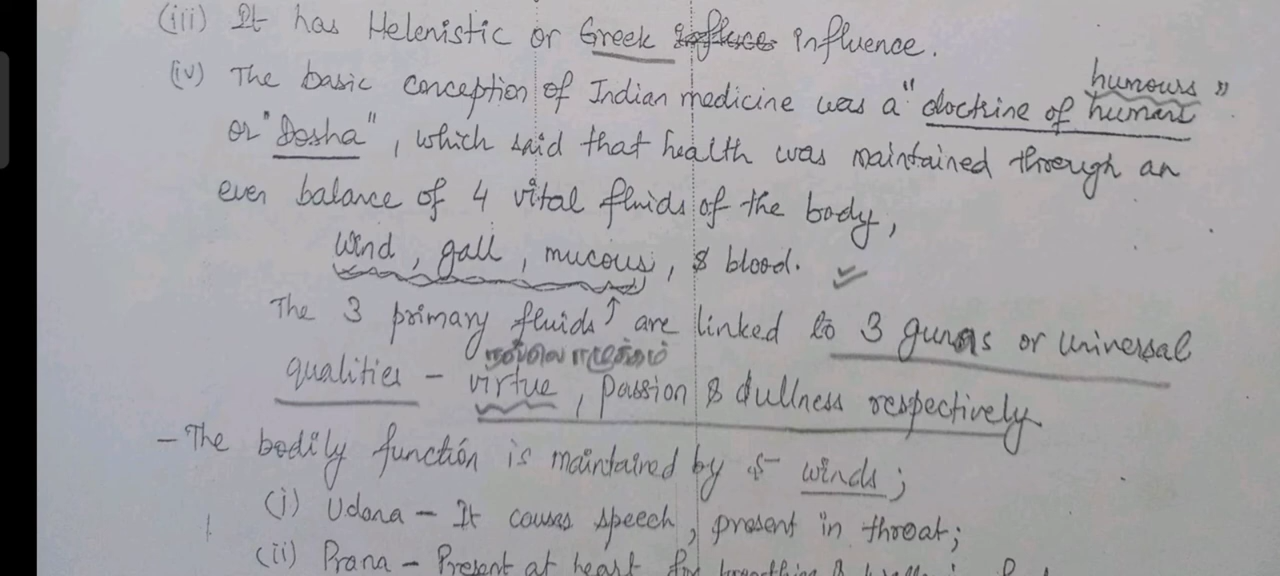 (iii) It has Helenistic or Greek influence.
(iv) The basic conception of Indian medicine was a "doctrine of humours"
or "Dosha", which said that health was maintained through an
even balance of 4 vital fluids of the body,
wind, gall, mucous, & blood.
The 3 primary fluids ↑ are linked to 3 gunas or universal
நல்லொழுக்கம்
qualities - virtue, passion & dullness respectively
- The bodily function is maintained by 5 winds;
(i) Udana - It causes speech, present in throat;
(ii) Prana - Present at heart for breathing &